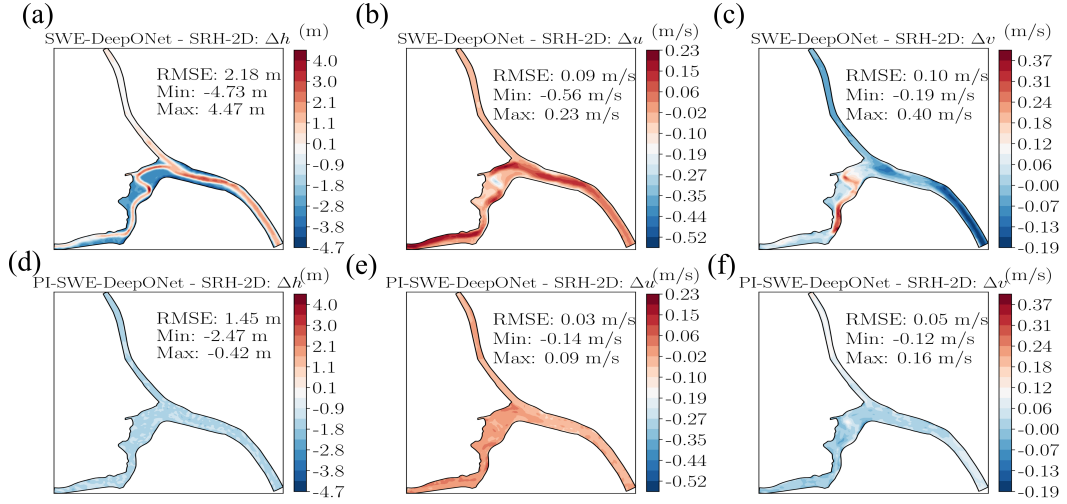 (a)
SWE-DeepONet - SRH-2D: Δh (m)
RMSE: 2.18 m
Min: -4.73 m
Max: 4.47 m
4.0
3.1
2.1
1.1
0.1
-0.9
-1.8
-2.8
-3.8
-4.7
(b)
SWE-DeepONet - SRH-2D: Δu (m/s)
RMSE: 0.09 m/s
Min: -0.56 m/s
Max: 0.23 m/s
0.23
0.15
0.06
-0.02
-0.10
-0.19
-0.27
-0.35
-0.44
-0.52
(c)
SWE-DeepONet - SRH-2D: Δv (m/s)
RMSE: 0.10 m/s
Min: -0.19 m/s
Max: 0.40 m/s
0.37
0.31
0.24
0.18
0.12
0.06
-0.00
-0.07
-0.13
-0.19
(d)
PI-SWE-DeepONet - SRH-2D: Δh (m)
RMSE: 1.45 m
Min: -2.47 m
Max: -0.42 m
4.0
3.1
2.1
1.1
0.1
-0.9
-1.8
-2.8
-3.8
-4.7
(e)
PI-SWE-DeepONet - SRH-2D: Δu (m/s)
RMSE: 0.03 m/s
Min: -0.14 m/s
Max: 0.09 m/s
0.23
0.15
0.06
-0.02
-0.10
-0.19
-0.27
-0.35
-0.44
-0.52
(f)
PI-SWE-DeepONet - SRH-2D: Δv (m/s)
RMSE: 0.05 m/s
Min: -0.12 m/s
Max: 0.16 m/s
0.37
0.31
0.24
0.18
0.12
0.06
-0.00
-0.07
-0.13
-0.19